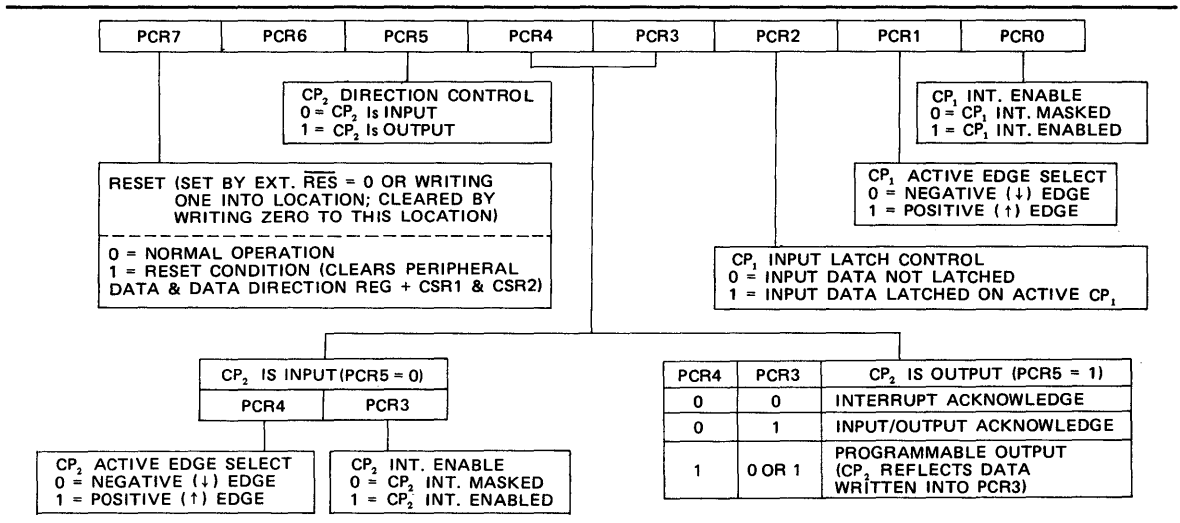 PCR7 PCR6 PCR5 PCR4 PCR3 PCR2 PCR1 PCR0
CP₂ DIRECTION CONTROL
0 = CP₂ Is INPUT
1 = CP₂ Is OUTPUT
CP₁ INT. ENABLE
0 = CP₁ INT. MASKED
1 = CP₁ INT. ENABLED
RESET (SET BY EXT. R̅E̅S̅ = 0 OR WRITING
ONE INTO LOCATION; CLEARED BY
WRITING ZERO TO THIS LOCATION)
0 = NORMAL OPERATION
1 = RESET CONDITION (CLEARS PERIPHERAL
DATA & DATA DIRECTION REG + CSR1 & CSR2)
CP₁ ACTIVE EDGE SELECT
0 = NEGATIVE (↓) EDGE
1 = POSITIVE (↑) EDGE
CP₁ INPUT LATCH CONTROL
0 = INPUT DATA NOT LATCHED
1 = INPUT DATA LATCHED ON ACTIVE CP₁
CP₂ IS INPUT (PCR5 = 0)
PCR4 PCR3
CP₂ ACTIVE EDGE SELECT
0 = NEGATIVE (↓) EDGE
1 = POSITIVE (↑) EDGE
CP₂ INT. ENABLE
0 = CP₂ INT. MASKED
1 = CP₂ INT. ENABLED
PCR4 PCR3 CP₂ IS OUTPUT (PCR5 = 1)
0 0 INTERRUPT ACKNOWLEDGE
0 1 INPUT/OUTPUT ACKNOWLEDGE
1 0 OR 1 PROGRAMMABLE OUTPUT
(CP₂ REFLECTS DATA
WRITTEN INTO PCR3)